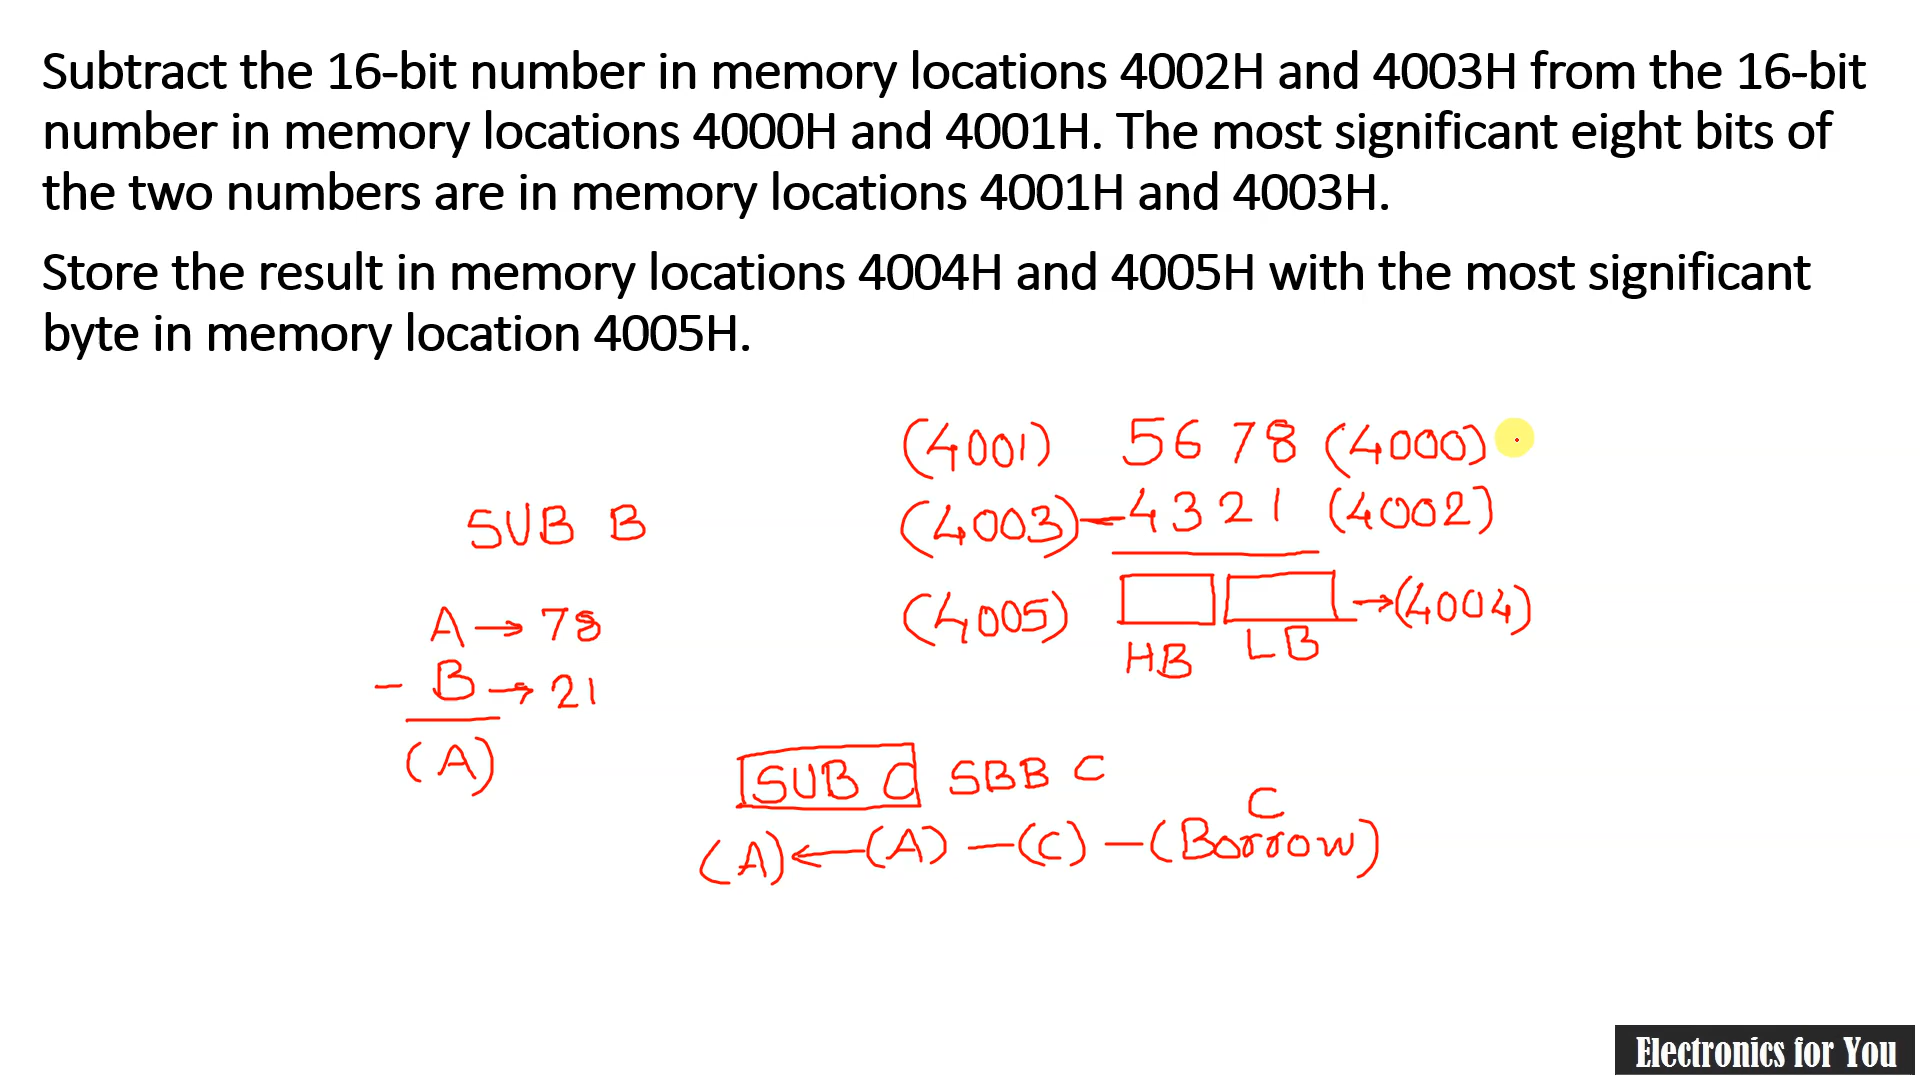 Subtract the 16-bit number in memory locations 4002H and 4003H from the 16-bit
number in memory locations 4000H and 4001H. The most significant eight bits of
the two numbers are in memory locations 4001H and 4003H.
Store the result in memory locations 4004H and 4005H with the most significant
byte in memory location 4005H.
(4001) 56 78 (4000)
(4003) - 43 21 (4002)
(4005) → (4004)
HB LB
SUB B
A → 78
- B → 21
(A)
SUB C SBB C
C
(A) ← (A) - (C) - (Borrow)
Electronics for You